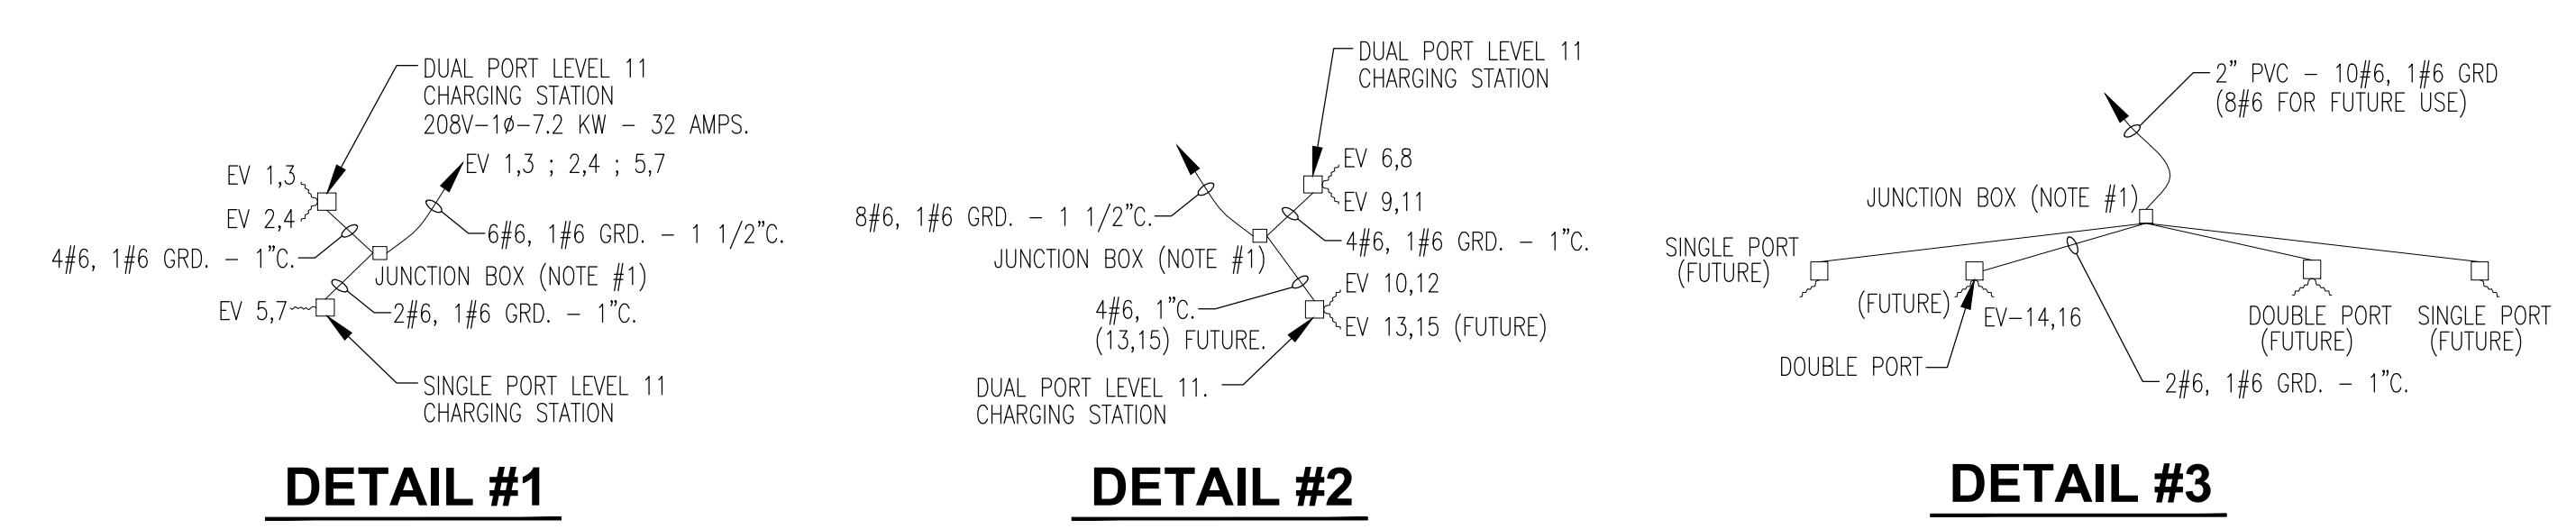 DUAL PORT LEVEL 11
CHARGING STATION
208V-1ø-7.2 KW - 32 AMPS.
EV 1,3
EV 2,4
EV 1,3 ; 2,4 ; 5,7
6#6, 1#6 GRD. - 1 1/2"C.
4#6, 1#6 GRD. - 1"C.
JUNCTION BOX (NOTE #1)
EV 5,7
2#6, 1#6 GRD. - 1"C.
SINGLE PORT LEVEL 11
CHARGING STATION
DETAIL #1
DUAL PORT LEVEL 11
CHARGING STATION
EV 6,8
EV 9,11
8#6, 1#6 GRD. - 1 1/2"C.
4#6, 1#6 GRD. - 1"C.
JUNCTION BOX (NOTE #1)
EV 10,12
4#6, 1"C.
(13,15) FUTURE.
EV 13,15 (FUTURE)
DUAL PORT LEVEL 11.
CHARGING STATION
DETAIL #2
2" PVC - 10#6, 1#6 GRD
(8#6 FOR FUTURE USE)
JUNCTION BOX (NOTE #1)
SINGLE PORT
(FUTURE)
(FUTURE)
EV-14,16
DOUBLE PORT
DOUBLE PORT
(FUTURE)
SINGLE PORT
(FUTURE)
2#6, 1#6 GRD. - 1"C.
DETAIL #3